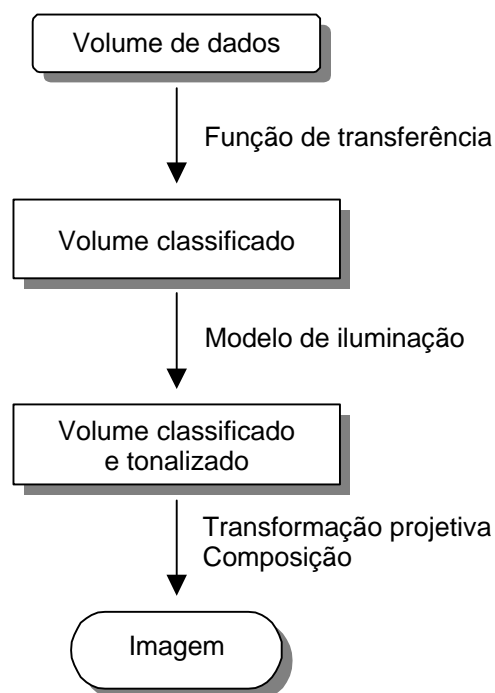 Volume de dados
Função de transferência
Volume classificado
Modelo de iluminação
Volume classificado
e tonalizado
Transformação projetiva
Composição
Imagem